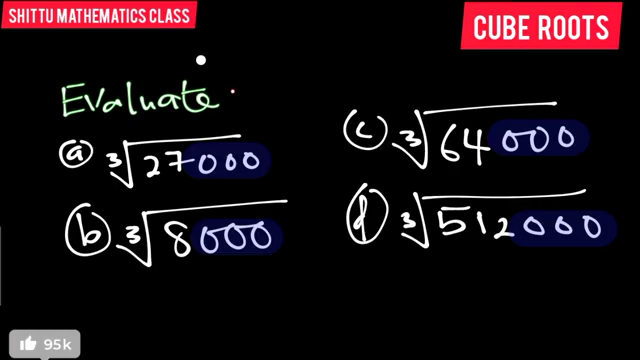 SHITTU MATHEMATICS CLASS
CUBE ROOTS
Evaluate
ⓐ ∛27000
ⓑ ∛8000
ⓒ ∛64000
ⓓ ∛512000
95k